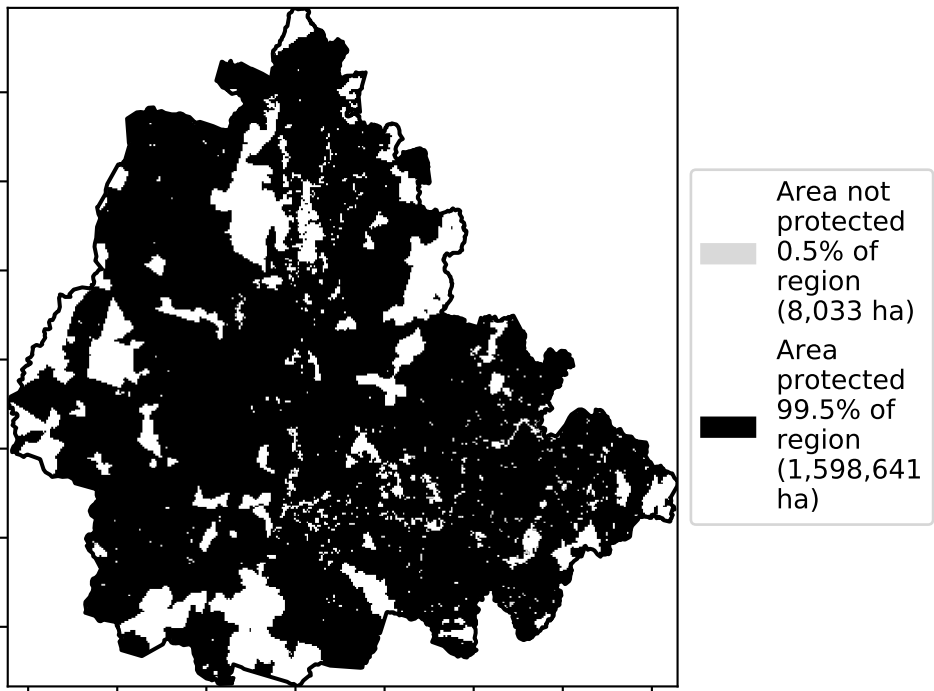 Area not
protected
0.5% of
region
(8,033 ha)
Area
protected
99.5% of
region
(1,598,641
ha)